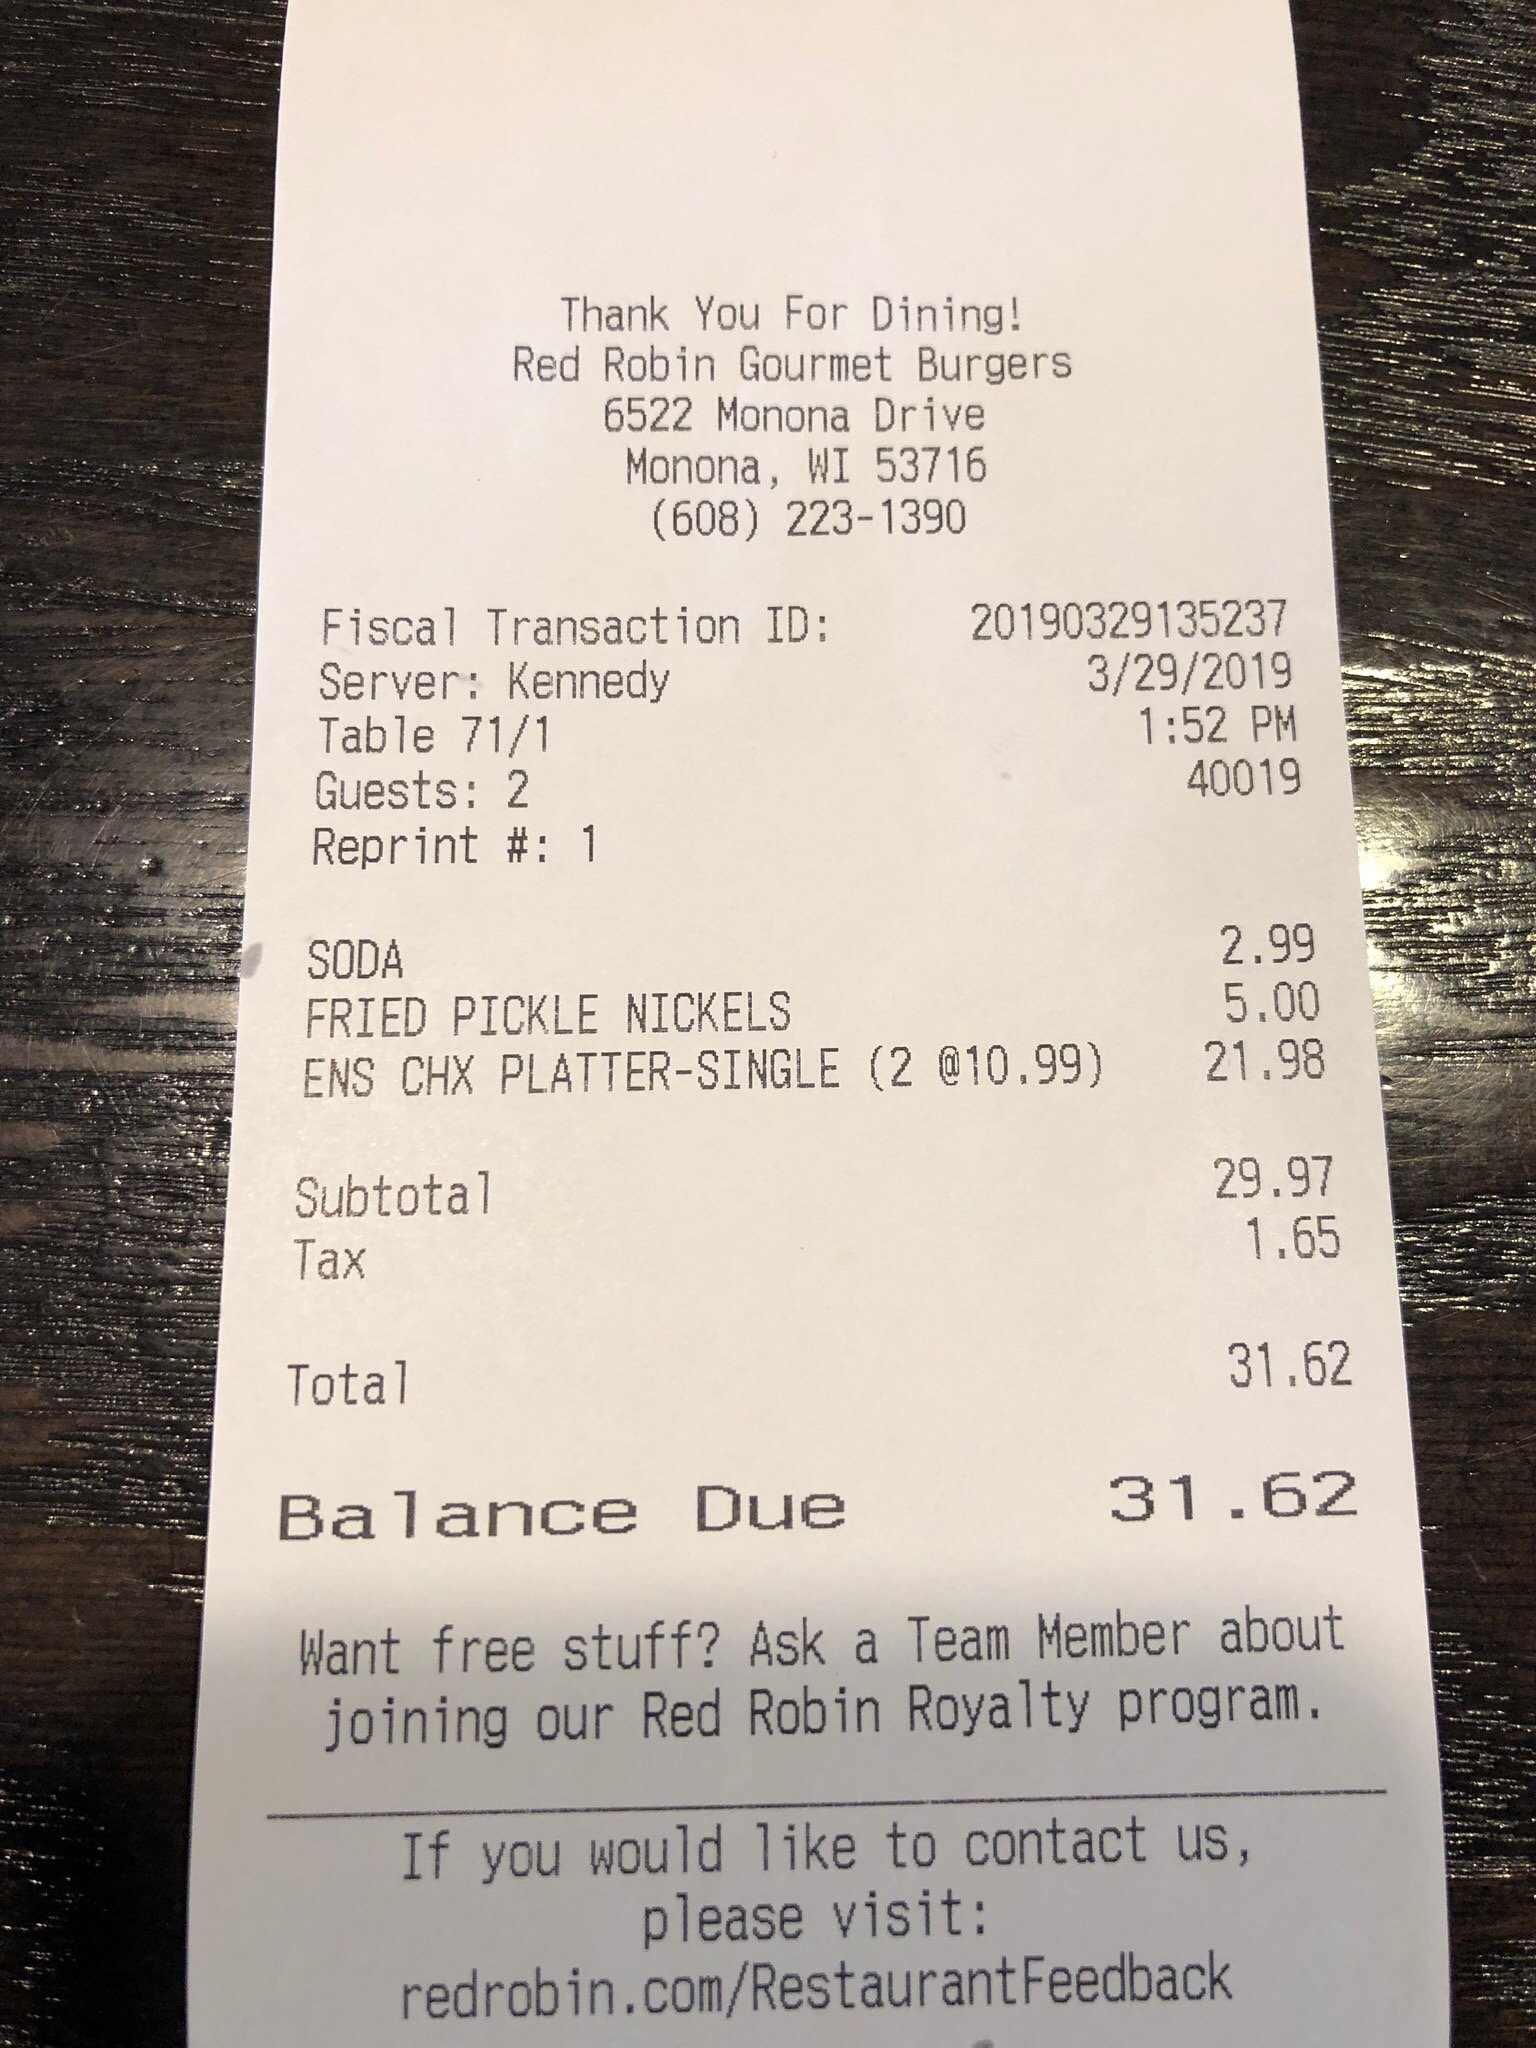 Thank You For Dining!
Red Robin Gourmet Burgers
6522 Monona Drive
Monona, WI 53716
(608) 223-1390
Fiscal Transaction ID: 20190329135237
Server: Kennedy 3/29/2019
Table 71/1 1:52 PM
Guests: 2 40019
Reprint #: 1
SODA 2.99
FRIED PICKLE NICKELS 5.00
ENS CHX PLATTER-SINGLE (2 @10.99) 21.98
Subtotal 29.97
Tax 1.65
Total 31.62
Balance Due 31.62
Want free stuff? Ask a Team Member about
joining our Red Robin Royalty program.
If you would like to contact us,
please visit:
redrobin.com/RestaurantFeedback